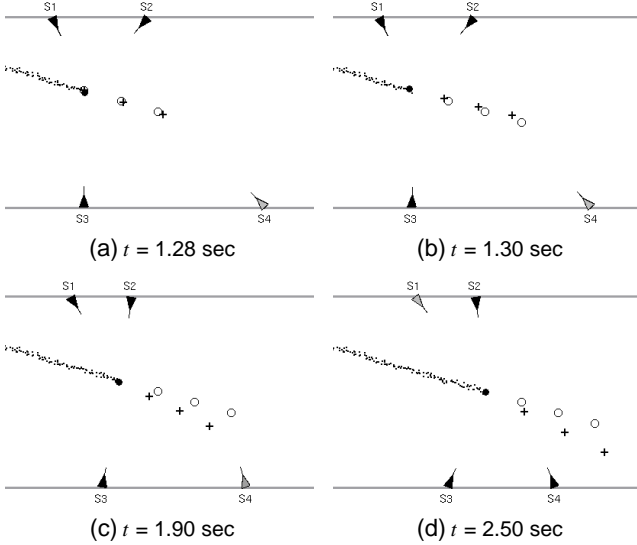 S1 S2 S1 S2
S3 S4 S3 S4
(a) t = 1.28 sec (b) t = 1.30 sec
S1 S2 S1 S2
S3 S4 S3 S4
(c) t = 1.90 sec (d) t = 2.50 sec